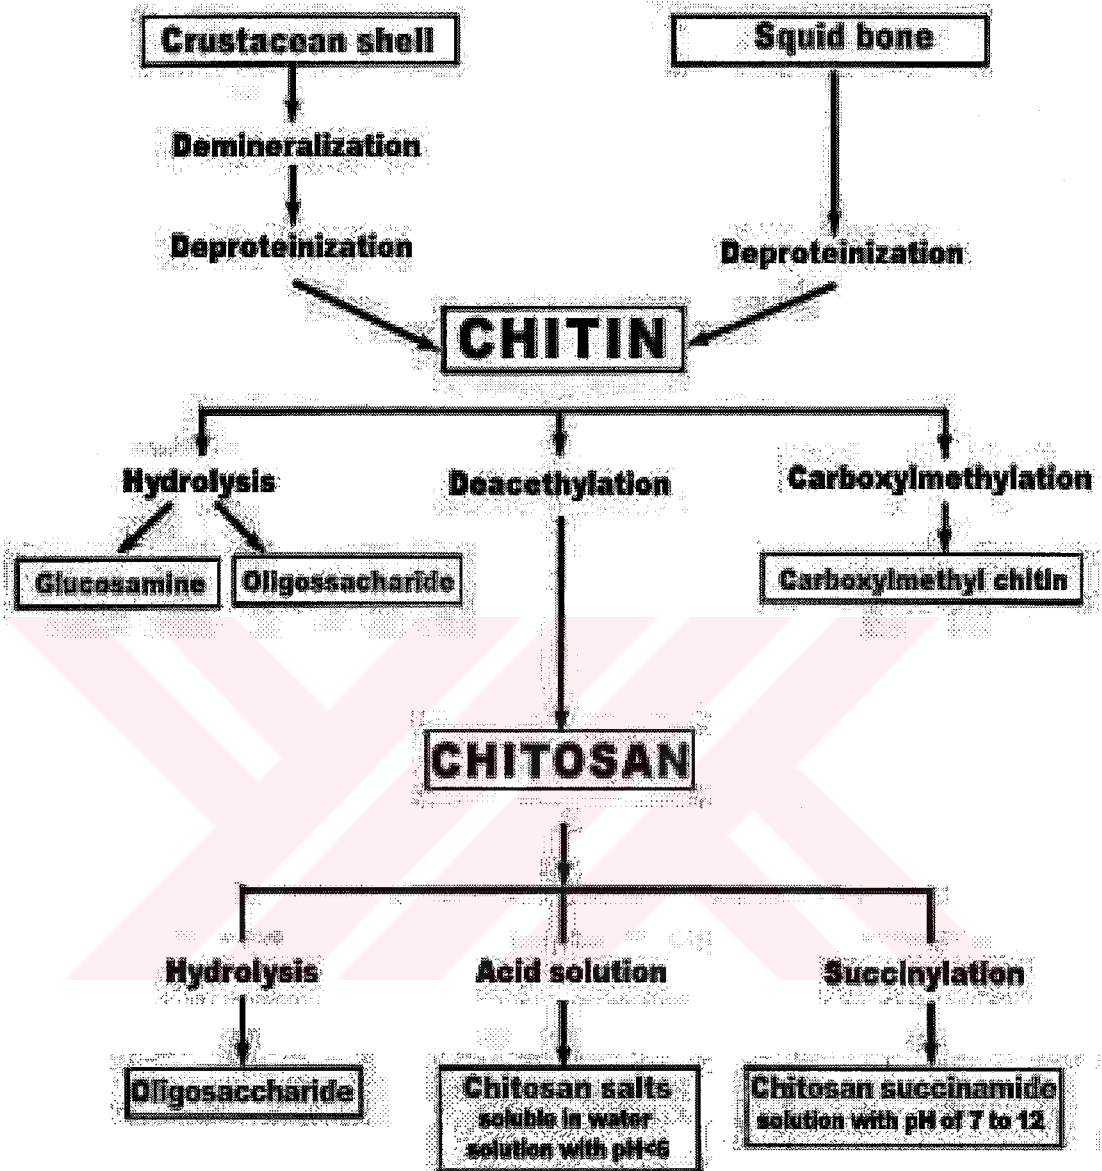 Crustacean shell
Squid bone
Demineralization
Deproteinization
Deproteinization
CHITIN
Hydrolysis
Deacethylation
Carboxylmethylation
Glucosamine
Oligossacharide
Carboxylmethyl chitin
CHITOSAN
Hydrolysis
Acid solution
Succinylation
Oligosaccharide
Chitosan salts
soluble in water
solution with pH<6
Chitosan succinamide
solution with pH of 7 to 12